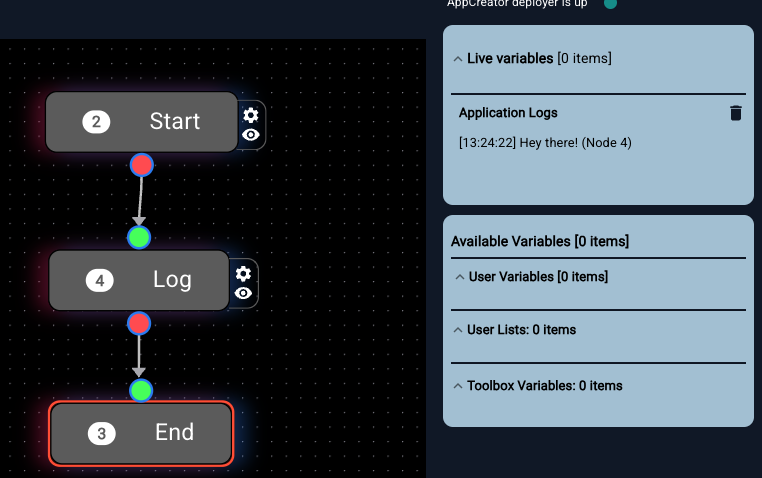 AppCreator deployer is up
Live variables [0 items]
Application Logs
[13:24:22] Hey there! (Node 4)
Available Variables [0 items]
User Variables [0 items]
User Lists: 0 items
Toolbox Variables: 0 items
2 Start
4 Log
3 End